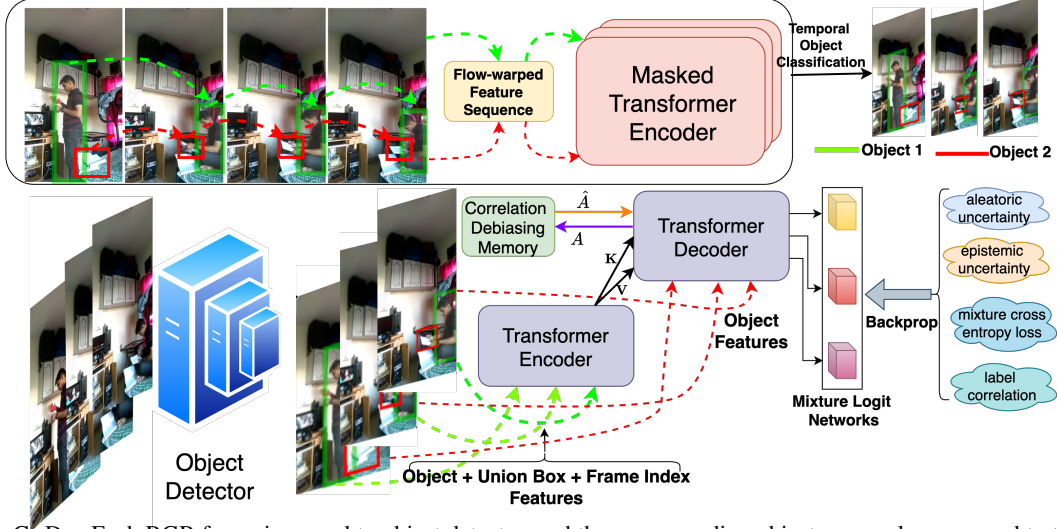 Flow-warped
Feature
Sequence
Masked
Transformer
Encoder
Temporal
Object
Classification
Object 1
Object 2
Correlation
Debiasing
Memory
Â
A
Transformer
Decoder
K
V
Transformer
Encoder
Object
Features
Backprop
aleatoric
uncertainty
epistemic
uncertainty
mixture cross
entropy loss
label
correlation
Mixture Logit
Networks
Object
Detector
Object + Union Box + Frame Index
Features